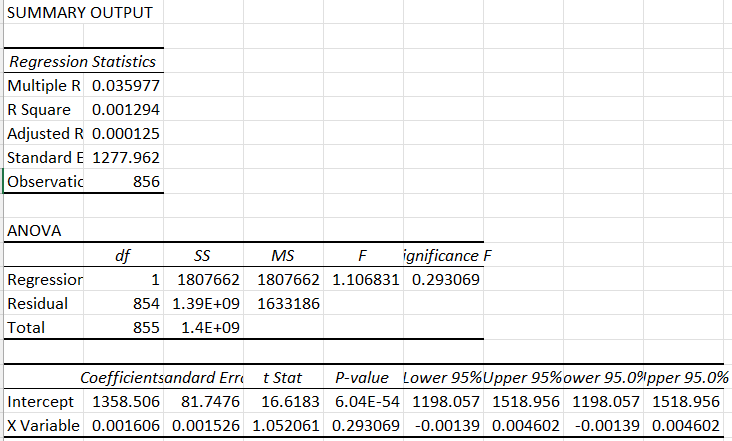 SUMMARY OUTPUT
Regression Statistics
Multiple R 0.035977
R Square 0.001294
Adjusted R 0.000125
Standard E 1277.962
Observatic 856
ANOVA
df SS MS F ignificance F
Regression 1 1807662 1807662 1.106831 0.293069
Residual 854 1.39E+09 1633186
Total 855 1.4E+09
Coefficients andard Erro t Stat P-value Lower 95% Upper 95% ower 95.0% Upper 95.0%
Intercept 1358.506 81.7476 16.6183 6.04E-54 1198.057 1518.956 1198.057 1518.956
X Variable 0.001606 0.001526 1.052061 0.293069 -0.00139 0.004602 -0.00139 0.004602